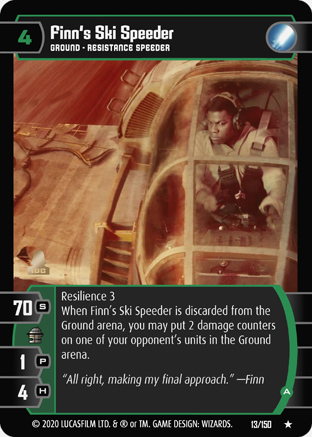 4
Finn's Ski Speeder
GROUND - RESISTANCE SPEEDER
70 S
1 P
4 H
Resilience 3
When Finn's Ski Speeder is discarded from the
Ground arena, you may put 2 damage counters
on one of your opponent's units in the Ground
arena.
"All right, making my final approach." —Finn
A
© 2020 LUCASFILM LTD. & ® or TM. GAME DESIGN: WIZARDS. 13/150 ★